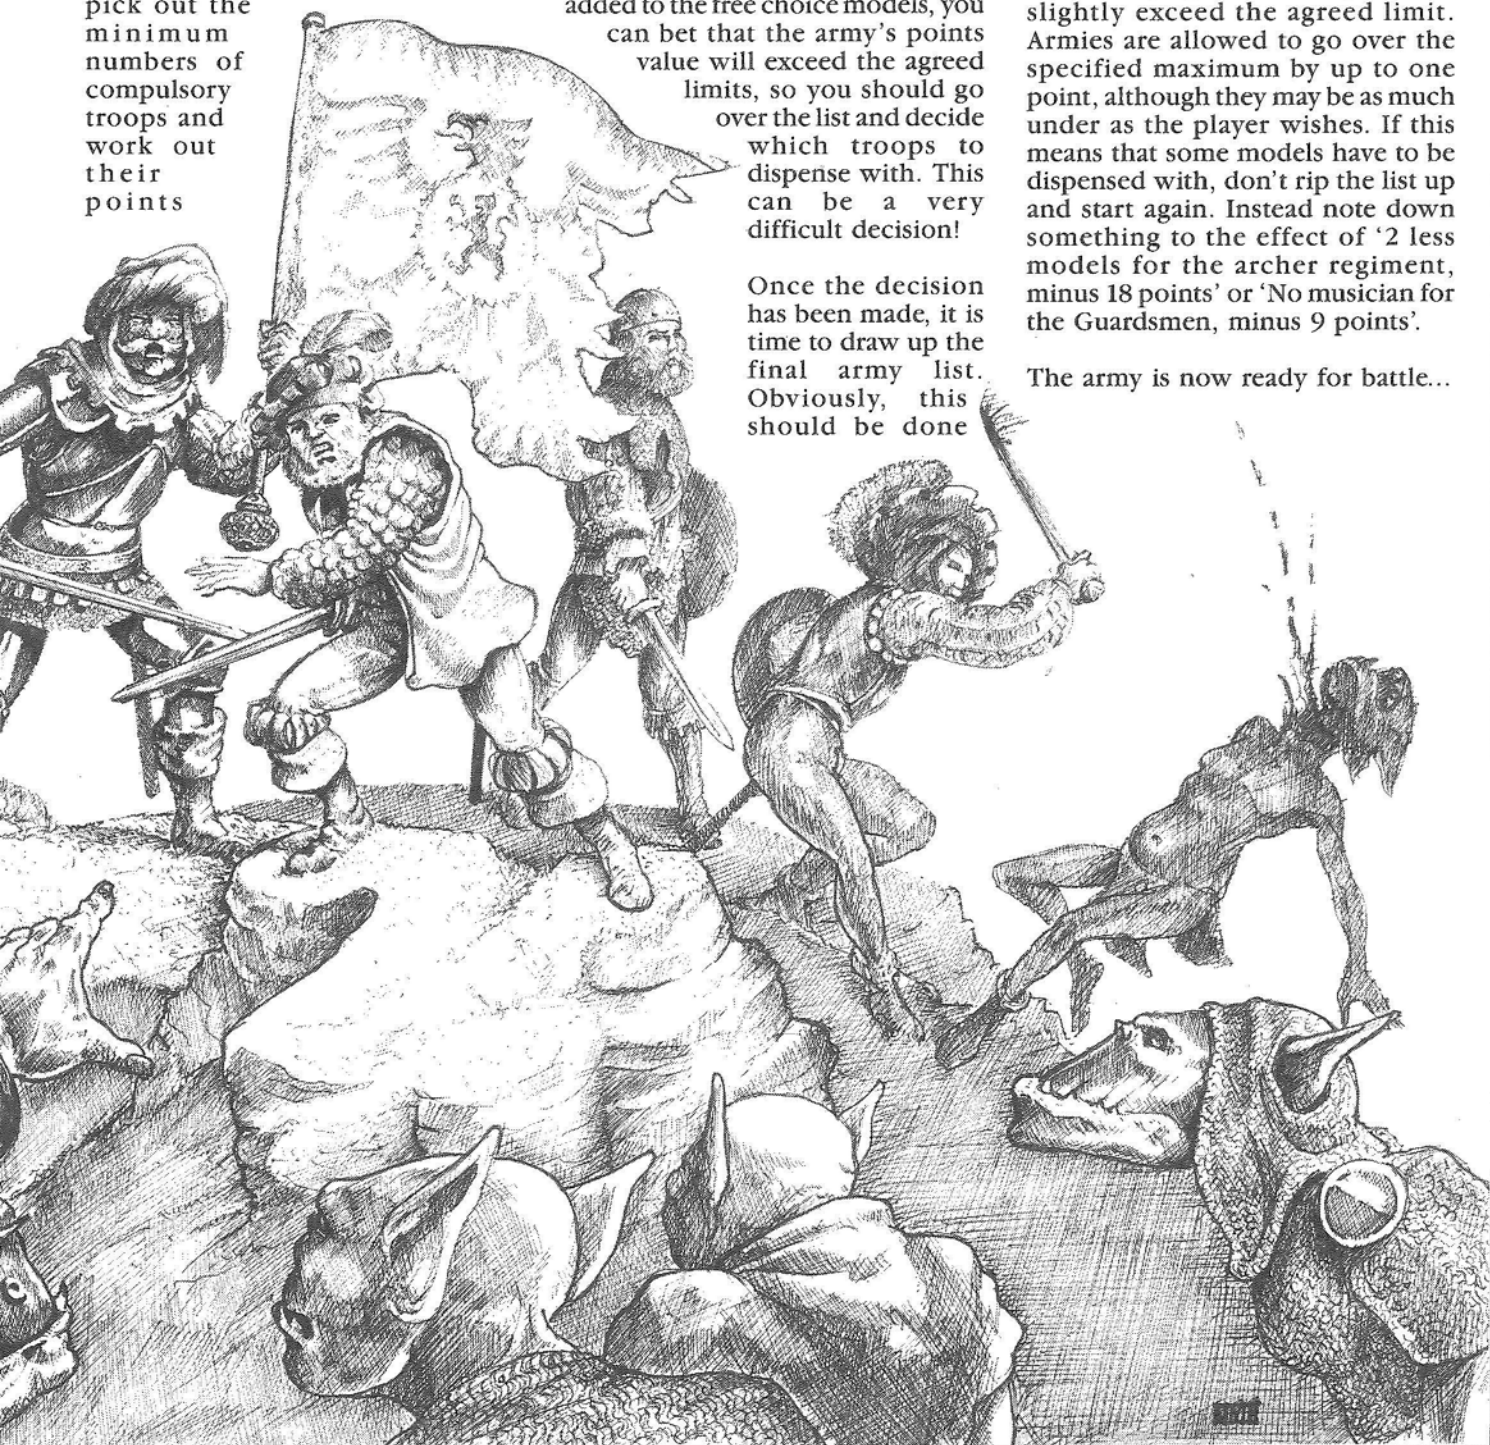 pick out the
minimum
numbers of
compulsory
troops and
work out
their
points
added to the free choice models, you
can bet that the army's points
value will exceed the agreed
limits, so you should go
over the list and decide
which troops to
dispense with. This
can be a very
difficult decision!
Once the decision
has been made, it is
time to draw up the
final army list.
Obviously, this
should be done
slightly exceed the agreed limit.
Armies are allowed to go over the
specified maximum by up to one
point, although they may be as much
under as the player wishes. If this
means that some models have to be
dispensed with, don't rip the list up
and start again. Instead note down
something to the effect of ‘2 less
models for the archer regiment,
minus 18 points’ or ‘No musician for
the Guardsmen, minus 9 points’.
The army is now ready for battle...